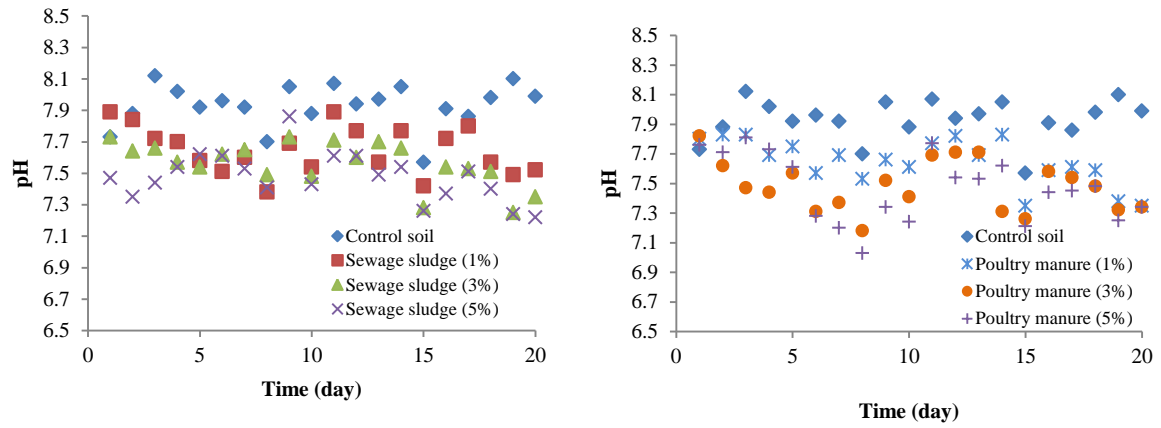 8.5
8.3
8.1
7.9
7.7
7.5
7.3
7.1
6.9
6.7
6.5
pH
0
5
10
15
20
Time (day)
Control soil
Sewage sludge (1%)
Sewage sludge (3%)
Sewage sludge (5%)
8.5
8.3
8.1
7.9
7.7
7.5
7.3
7.1
6.9
6.7
6.5
pH
0
5
10
15
20
Time (day)
Control soil
Poultry manure (1%)
Poultry manure (3%)
Poultry manure (5%)